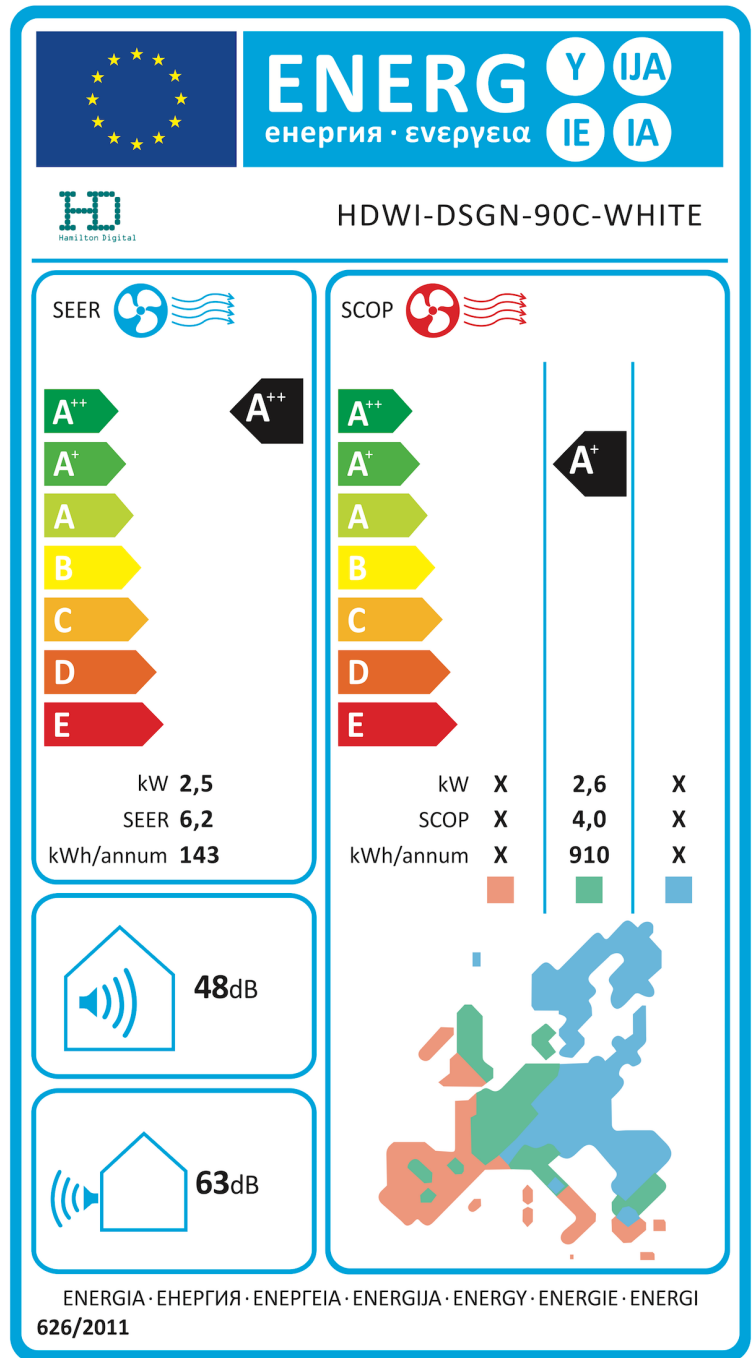 ENERG Y IJA
енергия · ενεργεια IE IA
HD
Hamilton Digital
HDWI-DSGN-90C-WHITE
SEER
A++
A++
A+
A
B
C
D
E
kW 2,5
SEER 6,2
kWh/annum 143
SCOP
A++
A+
A+
A
B
C
D
E
kW X 2,6 X
SCOP X 4,0 X
kWh/annum X 910 X
48dB
63dB
ENERGIA · ЕНЕРГИЯ · ΕΝΕΡΓΕΙΑ · ENERGIJA · ENERGY · ENERGIE · ENERGI
626/2011